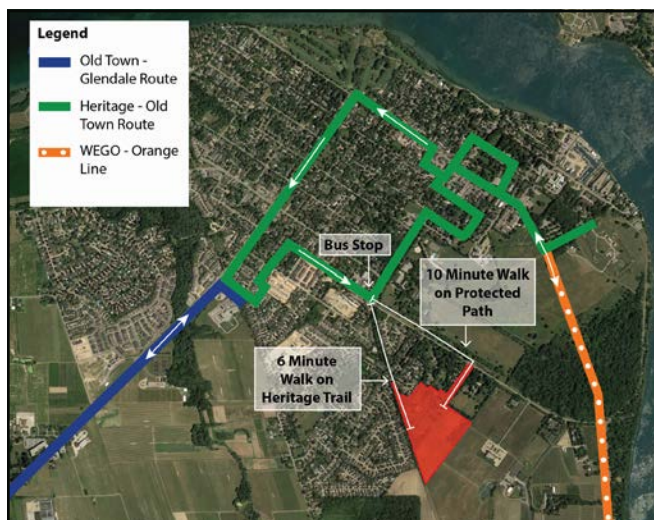 Legend
Old Town -
Glendale Route
Heritage - Old
Town Route
WEGO - Orange
Line
Bus Stop
10 Minute Walk
on Protected
Path
6 Minute
Walk on
Heritage Trail